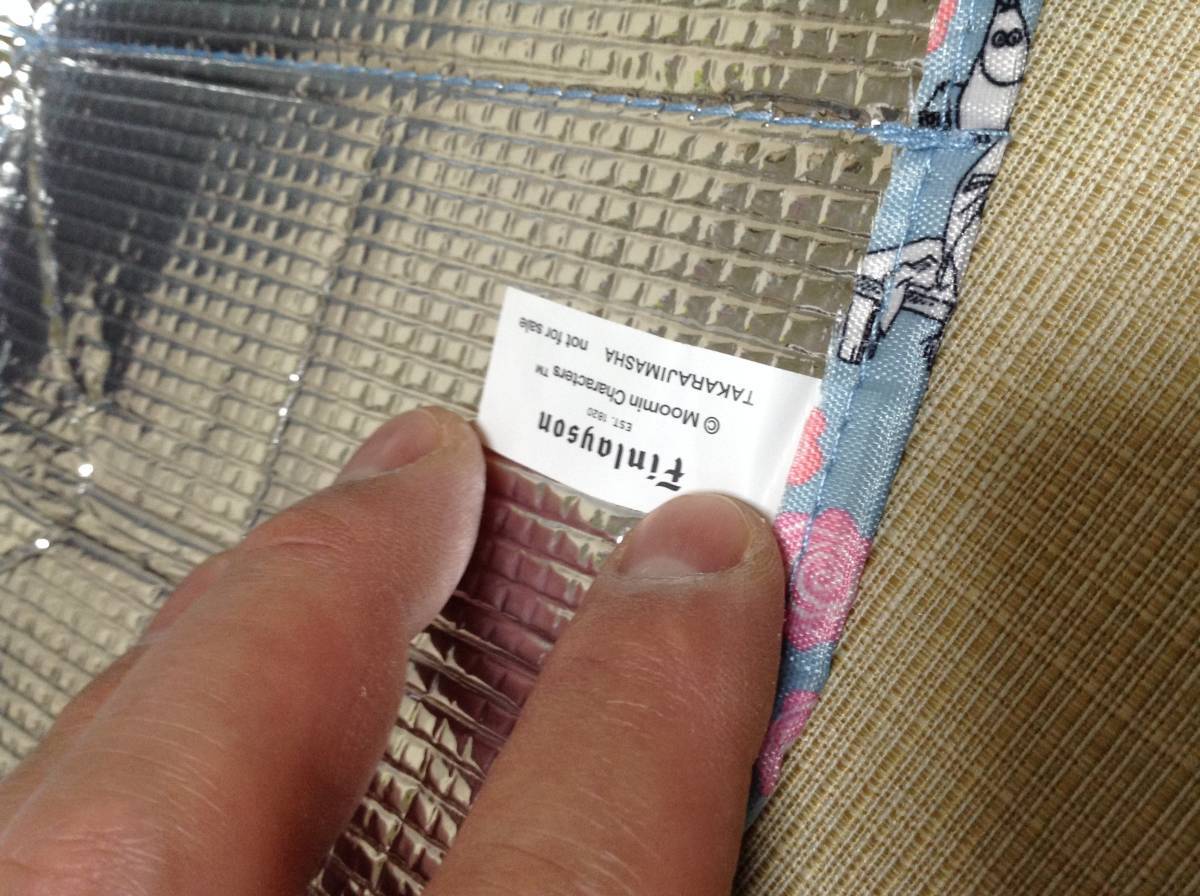 Finlayson
EST. 1820
© Moomin Characters ™
TAKARAJIMASHA not for sale